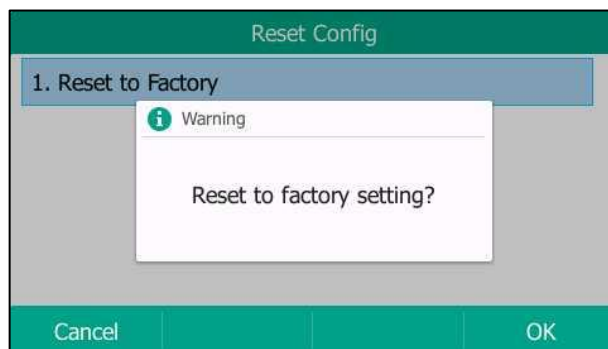 Reset Config
1. Reset to Factory
Warning
Reset to factory setting?
Cancel OK